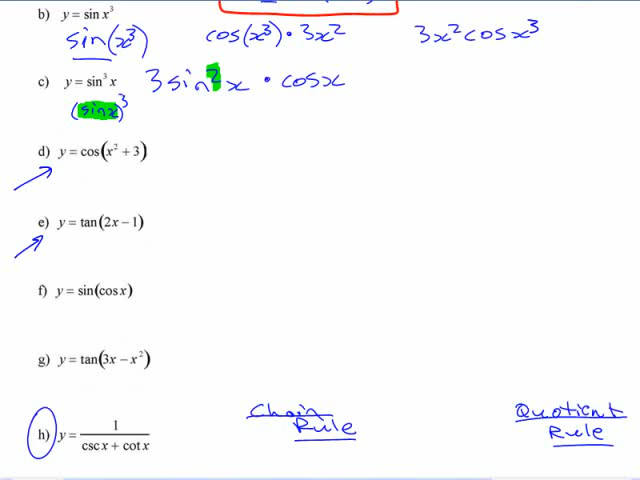 b) y = sin x³
sin(x³) cos(x³) · 3x² 3x² cos x³
c) y = sin³ x 3 sin² x · cos x
(sin x)³
d) y = cos(x² + 3)
e) y = tan(2x − 1)
f) y = sin(cos x)
g) y = tan(3x − x²)
Chain Rule
Quotient Rule
h) y = 1/(csc x + cot x)